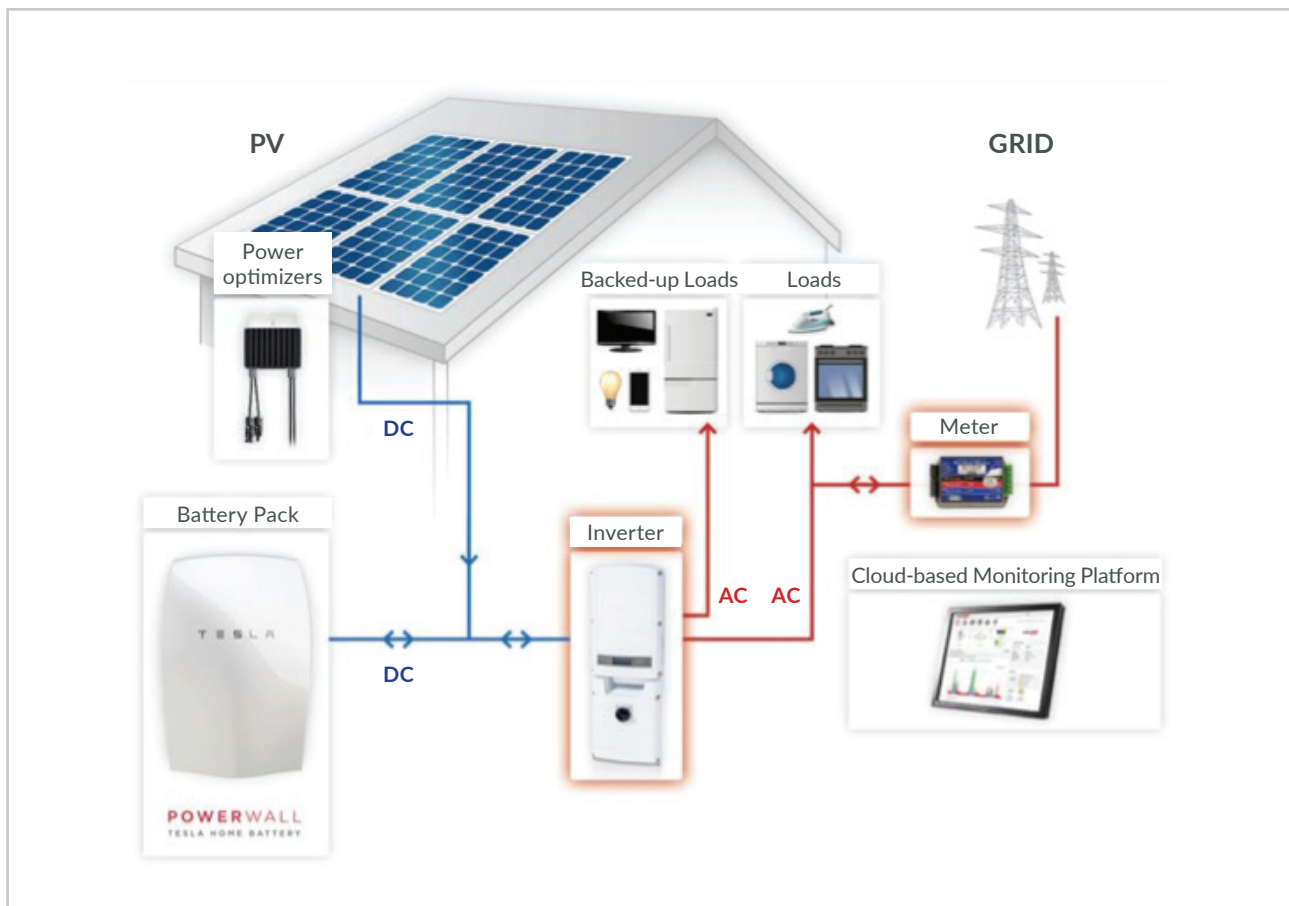 PV
GRID
Power
optimizers
Backed-up Loads
Loads
DC
Meter
Battery Pack
Inverter
AC
AC
Cloud-based Monitoring Platform
TESLA
DC
POWERWALL
TESLA HOME BATTERY